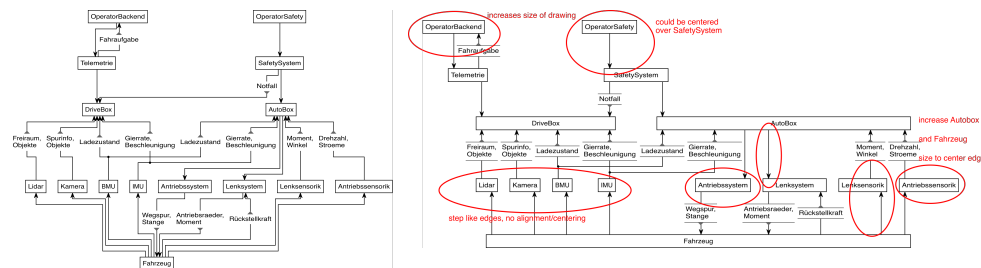 OperatorBackend
OperatorSafety
Fahraufgabe
Telemetrie
SafetySystem
Notfall
DriveBox
AutoBox
Freiraum,
Objekte
Spurinfo,
Objekte
Ladezustand
Gierrate,
Beschleunigung
Ladezustand
Gierrate,
Beschleunigung
Moment,
Winkel
Drehzahl,
Stroeme
Lidar
Kamera
BMU
IMU
Antriebssystem
Lenksystem
Lenksensorik
Antriebssensorik
Wegspur,
Stange
Antriebsraeder,
Moment
Rückstellkraft
Fahrzeug
increases size of drawing
could be centered
over SafetySystem
OperatorBackend
OperatorSafety
Fahraufgabe
Telemetrie
SafetySystem
Notfall
DriveBox
AutoBox
increase Autobox
and Fahrzeug
size to center edg
Freiraum,
Objekte
Spurinfo,
Objekte
Ladezustand
Gierrate,
Beschleunigung
Ladezustand
Gierrate,
Beschleunigung
Moment,
Winkel
Drehzahl,
Stroeme
Lidar
Kamera
BMU
IMU
Antriebssystem
Lenksystem
Lenksensorik
Antriebssensorik
step like edges, no alignment/centering
Wegspur,
Stange
Antriebsraeder,
Moment
Rückstellkraft
Fahrzeug